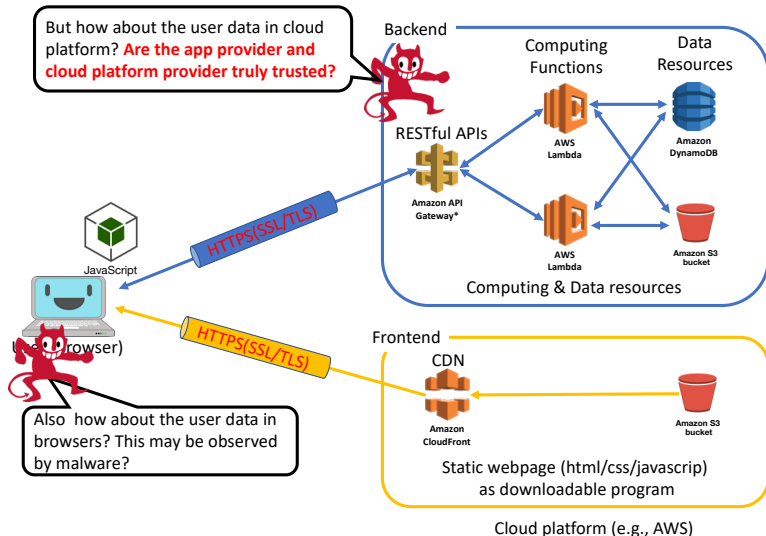 But how about the user data in cloud
platform? Are the app provider and
cloud platform provider truly trusted?
Backend
Computing
Functions
Data
Resources
RESTful APIs
AWS
Lambda
Amazon
DynamoDB
Amazon API
Gateway*
HTTPS(SSL/TLS)
JavaScript
AWS
Lambda
Amazon S3
bucket
Computing & Data resources
HTTPS(SSL/TLS)
Frontend
rowser)
CDN
Amazon
CloudFront
Amazon S3
bucket
Also how about the user data in
browsers? This may be observed
by malware?
Static webpage (html/css/javascrip)
as downloadable program
Cloud platform (e.g., AWS)